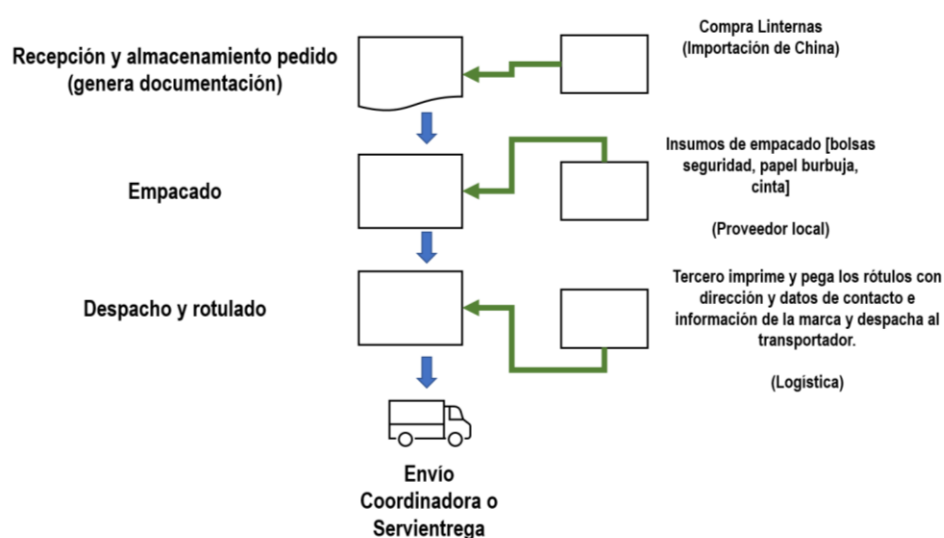 Recepción y almacenamiento pedido
(genera documentación)
Compra Linternas
(Importación de China)
Empacado
Insumos de empacado [bolsas
seguridad, papel burbuja,
cinta]
(Proveedor local)
Despacho y rotulado
Tercero imprime y pega los rótulos con
dirección y datos de contacto e
información de la marca y despacha al
transportador.
(Logística)
Envío
Coordinadora o
Servientrega